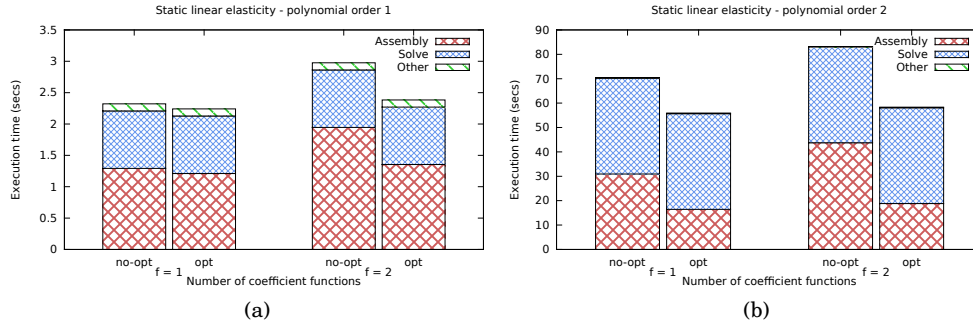 Static linear elasticity - polynomial order 1
3.5
3
2.5
2
1.5
1
0.5
0
Execution time (secs)
Assembly
Solve
Other
no-opt opt no-opt opt
f = 1 f = 2
Number of coefficient functions
(a)
Static linear elasticity - polynomial order 2
90
80
70
60
50
40
30
20
10
0
Execution time (secs)
Assembly
Solve
Other
no-opt opt no-opt opt
f = 1 f = 2
Number of coefficient functions
(b)